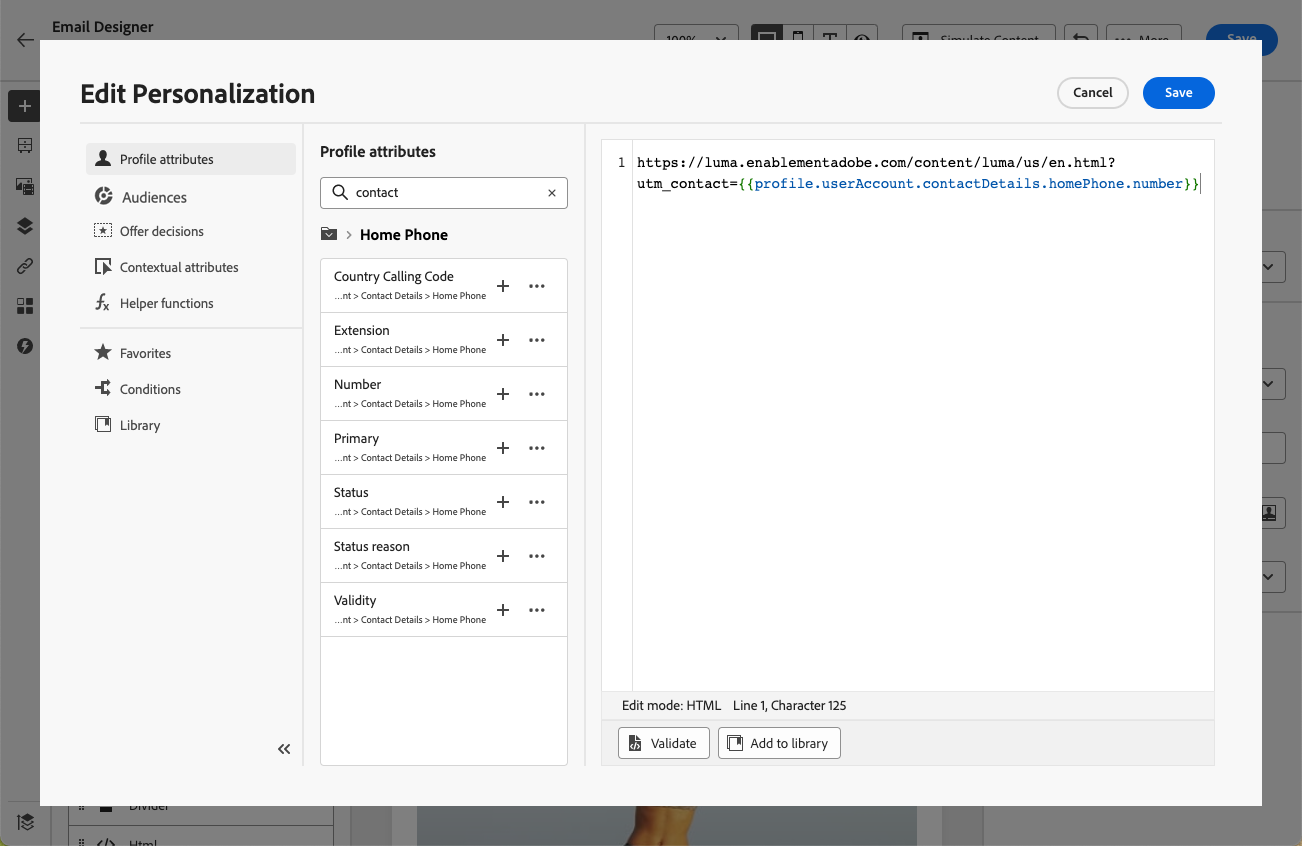 Email Designer
100%
Simulate Content
More
Save
Edit Personalization
Cancel
Save
Profile attributes
Audiences
Offer decisions
Contextual attributes
Helper functions
Favorites
Conditions
Library
Profile attributes
contact
Home Phone
Country Calling Code
...nt > Contact Details > Home Phone
Extension
...nt > Contact Details > Home Phone
Number
...nt > Contact Details > Home Phone
Primary
...nt > Contact Details > Home Phone
Status
...nt > Contact Details > Home Phone
Status reason
...nt > Contact Details > Home Phone
Validity
...nt > Contact Details > Home Phone
1 https://luma.enablementadobe.com/content/luma/us/en.html?
utm_contact={{profile.userAccount.contactDetails.homePhone.number}}
Edit mode: HTML Line 1, Character 125
Validate
Add to library
Divider
Html